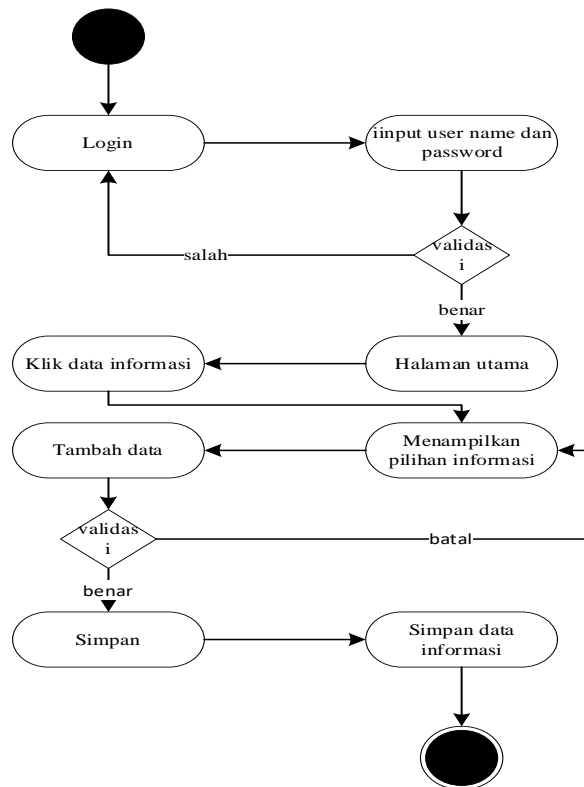 Login
iinput user name dan
password
validas
i
salah
benar
Klik data informasi
Halaman utama
Tambah data
Menampilkan
pilihan informasi
validas
i
batal
benar
Simpan
Simpan data
informasi